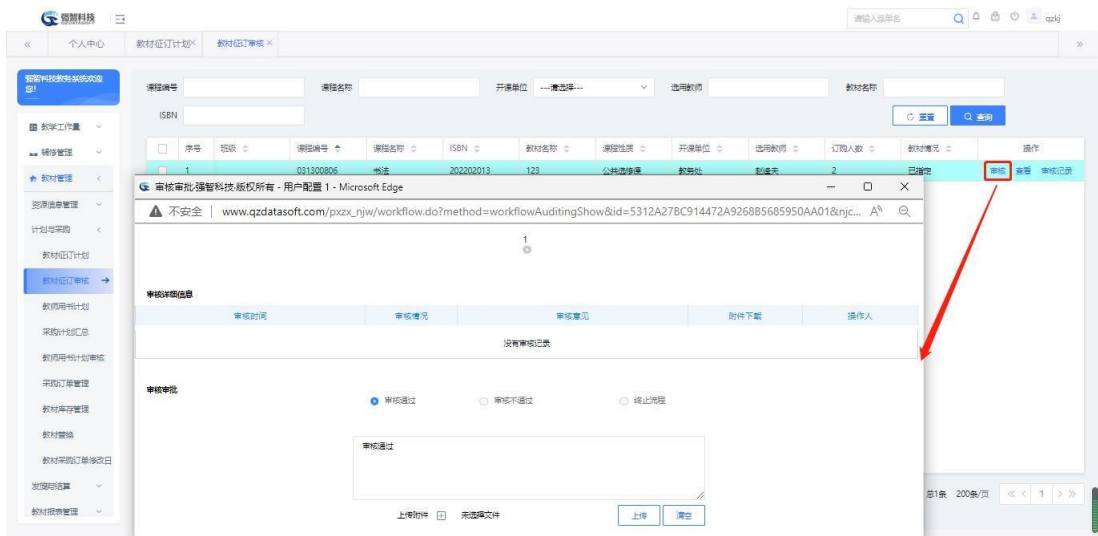 强智科技
请输入菜单名
qzkj
个人中心
教材征订计划×
教材征订审核 ×
强智科技教务系统欢迎您!
教学工作量
辅修管理
教材管理
资源信息管理
计划与采购
教材征订计划
教材征订审核
教师用书计划
采购计划汇总
教师用书计划审核
采购订单管理
教材库存管理
教材替换
教材采购订单修改日
发放与结算
教材报表管理
课程编号
课程名称
开课单位 ---请选择---
选用教师
教材名称
ISBN
重置
查询
序号 班级 课程编号 课程名称 ISBN 教材名称 课程性质 开课单位 选用教师 订购人数 教材情况 操作
1 031300806 书法 202202013 123 公共选修课 教务处 2 已指定 审核 查看 审核记录
审核审批-强智科技-版权所有 - 用户配置 1 - Microsoft Edge
不安全 | www.qzdatasoft.com/pxzx_njw/workflow.do?method=workflowAuditingShow&id=5312A27BC914472A9268B5685950AA01&njc...
1
审核详细信息
审核时间 审核情况 审核意见 附件下载 操作人
没有审核记录
审核审批
审核通过 审核不通过 终止流程
审核通过
上传附件 未选择文件 上传 清空
总1条 200条/页 1